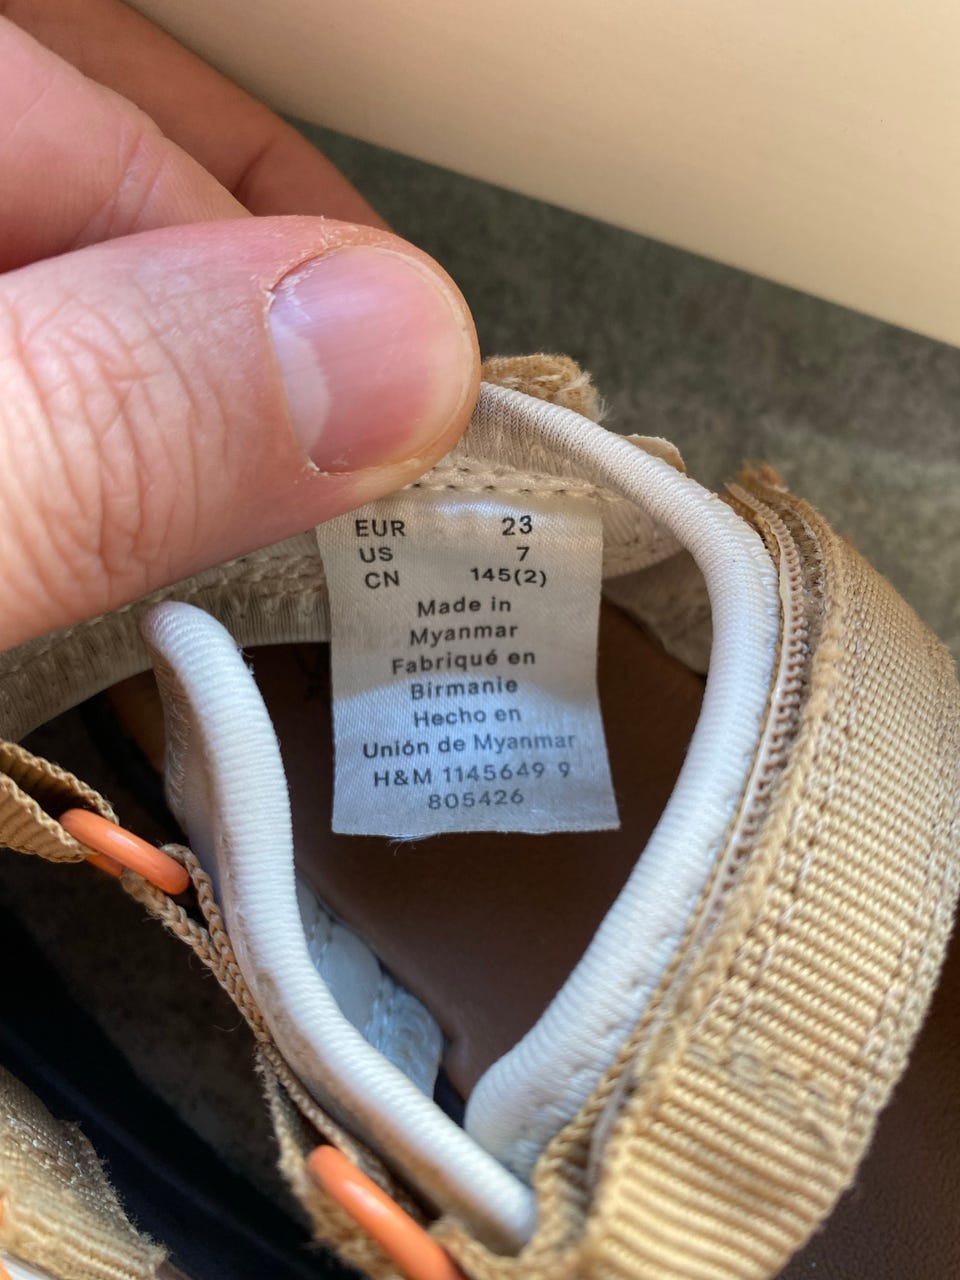 EUR 23
US 7
CN 145(2)
Made in
Myanmar
Fabriqué en
Birmanie
Hecho en
Unión de Myanmar
H&M 1145649 9
805426